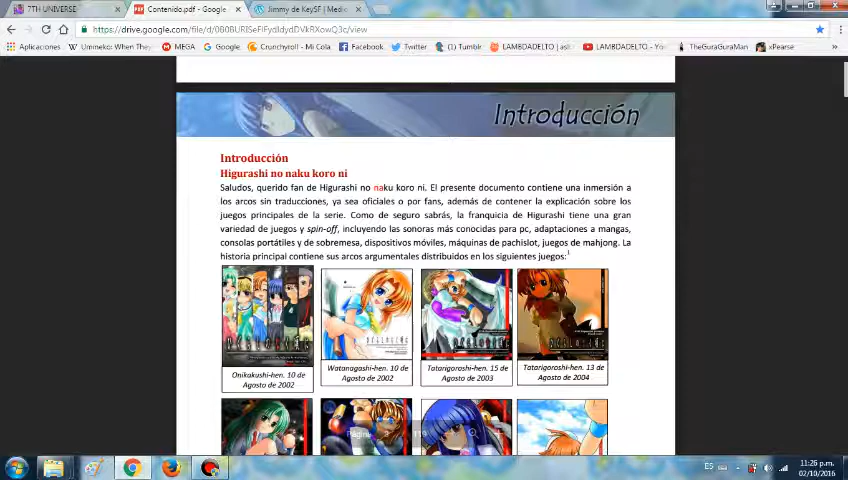 7TH UNIVERSE
Contenido.pdf - Google
Jimmy de KeySF | Medi
https://drive.google.com/file/d/0B0BURISeFIFydldydDVkRXowQ3c/view
Aplicaciones
Umineko: When They
MEGA
Google
Crunchyroll - Mi Cola
Facebook
Twitter
(1) Tumblr
LAMBDADELTO | ask
LAMBDADELTO - Yo
TheGuraGuraMan
xPearse
Introducción
Introducción
Higurashi no naku koro ni
Saludos, querido fan de Higurashi no naku koro ni. El presente documento contiene una inmersión a
los arcos sin traducciones, ya sea oficiales o por fans, además de contener la explicación sobre los
juegos principales de la serie. Como de seguro sabrás, la franquicia de Higurashi tiene una gran
variedad de juegos y spin-off, incluyendo las sonoras más conocidas para pc, adaptaciones a mangas,
consolas portátiles y de sobremesa, dispositivos móviles, máquinas de pachislot, juegos de mahjong. La
historia principal contiene sus arcos argumentales distribuidos en los siguientes juegos:1
Onikakushi-hen. 10 de
Agosto de 2002
Watanagashi-hen. 10 de
Agosto de 2002
Tatarigoroshi-hen. 15 de
Agosto de 2003
Tatarigoroshi-hen. 13 de
Agosto de 2004
Página
119
ES
11:26 p.m.
02/10/2016